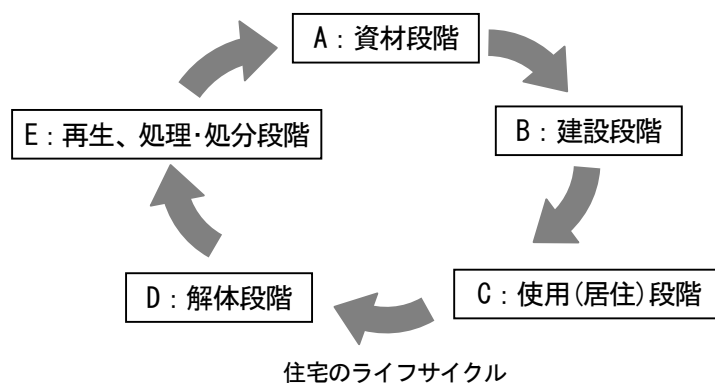 A：資材段階
B：建設段階
C：使用(居住)段階
D：解体段階
E：再生、処理・処分段階
住宅のライフサイクル